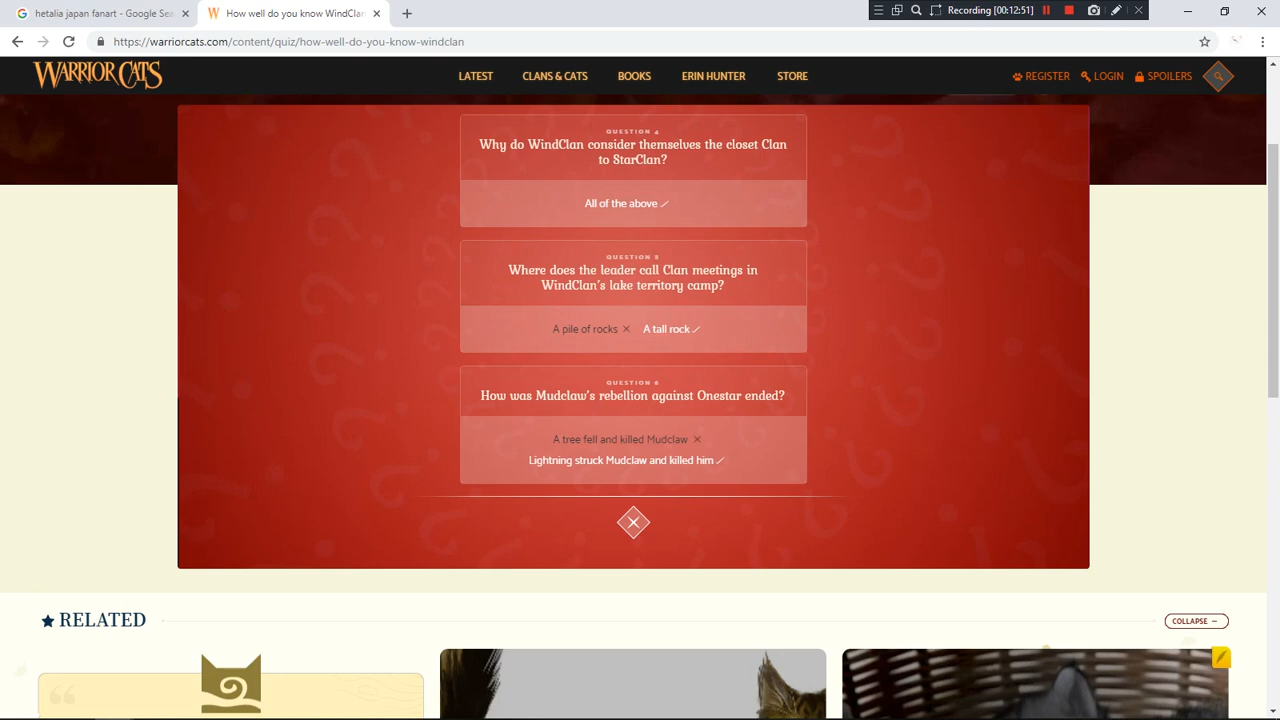 hetalia japan fanart - Google Sea
How well do you know WindClan
Recording [00:12:51]
https://warriorcats.com/content/quiz/how-well-do-you-know-windclan
WARRIOR CATS
LATEST
CLANS & CATS
BOOKS
ERIN HUNTER
STORE
REGISTER
LOGIN
SPOILERS
QUESTION 4
Why do WindClan consider themselves the closet Clan
to StarClan?
All of the above
QUESTION 5
Where does the leader call Clan meetings in
WindClan's lake territory camp?
A pile of rocks
A tall rock
QUESTION 6
How was Mudclaw's rebellion against Onestar ended?
A tree fell and killed Mudclaw
Lightning struck Mudclaw and killed him
RELATED
COLLAPSE